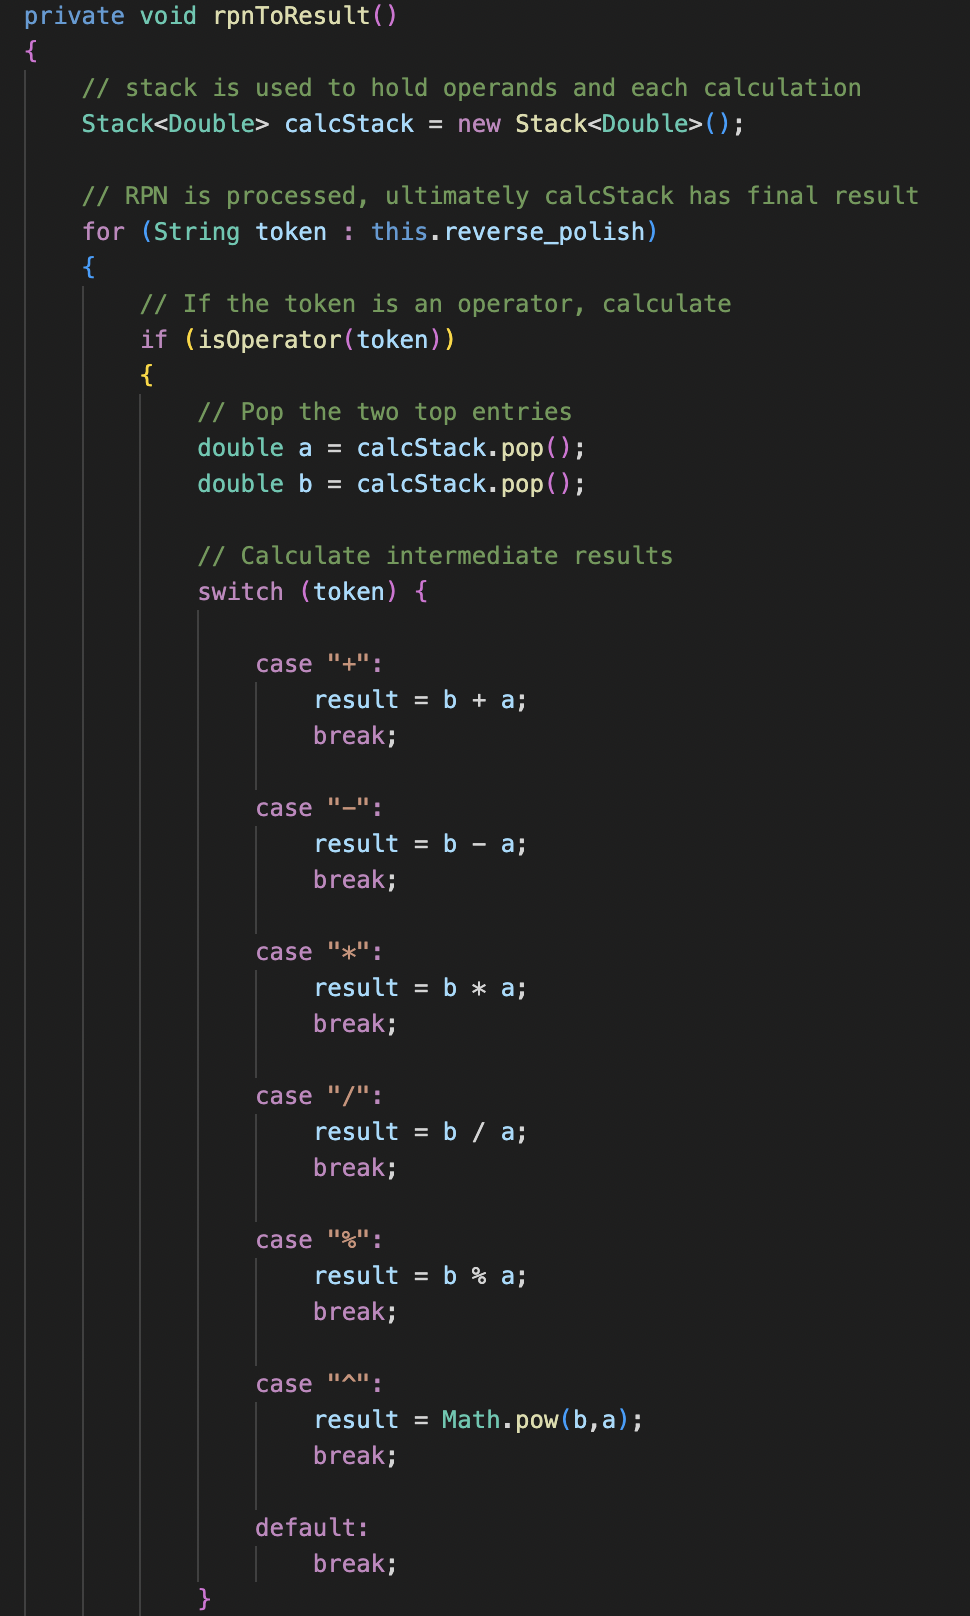 private void rpnToResult()
{
// stack is used to hold operands and each calculation
Stack<Double> calcStack = new Stack<Double>();
// RPN is processed, ultimately calcStack has final result
for (String token : this.reverse_polish)
{
// If the token is an operator, calculate
if (isOperator(token))
{
// Pop the two top entries
double a = calcStack.pop();
double b = calcStack.pop();
// Calculate intermediate results
switch (token) {
case "+":
result = b + a;
break;
case "-":
result = b - a;
break;
case "*":
result = b * a;
break;
case "/":
result = b / a;
break;
case "%":
result = b % a;
break;
case "^":
result = Math.pow(b,a);
break;
default:
break;
}